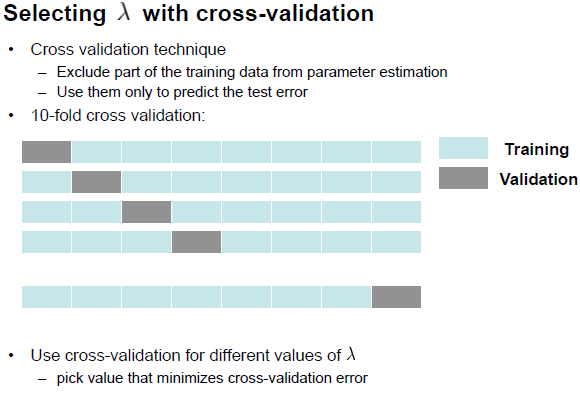 Selecting λ with cross-validation
• Cross validation technique
– Exclude part of the training data from parameter estimation
– Use them only to predict the test error
• 10-fold cross validation:
Training
Validation
• Use cross-validation for different values of λ
– pick value that minimizes cross-validation error